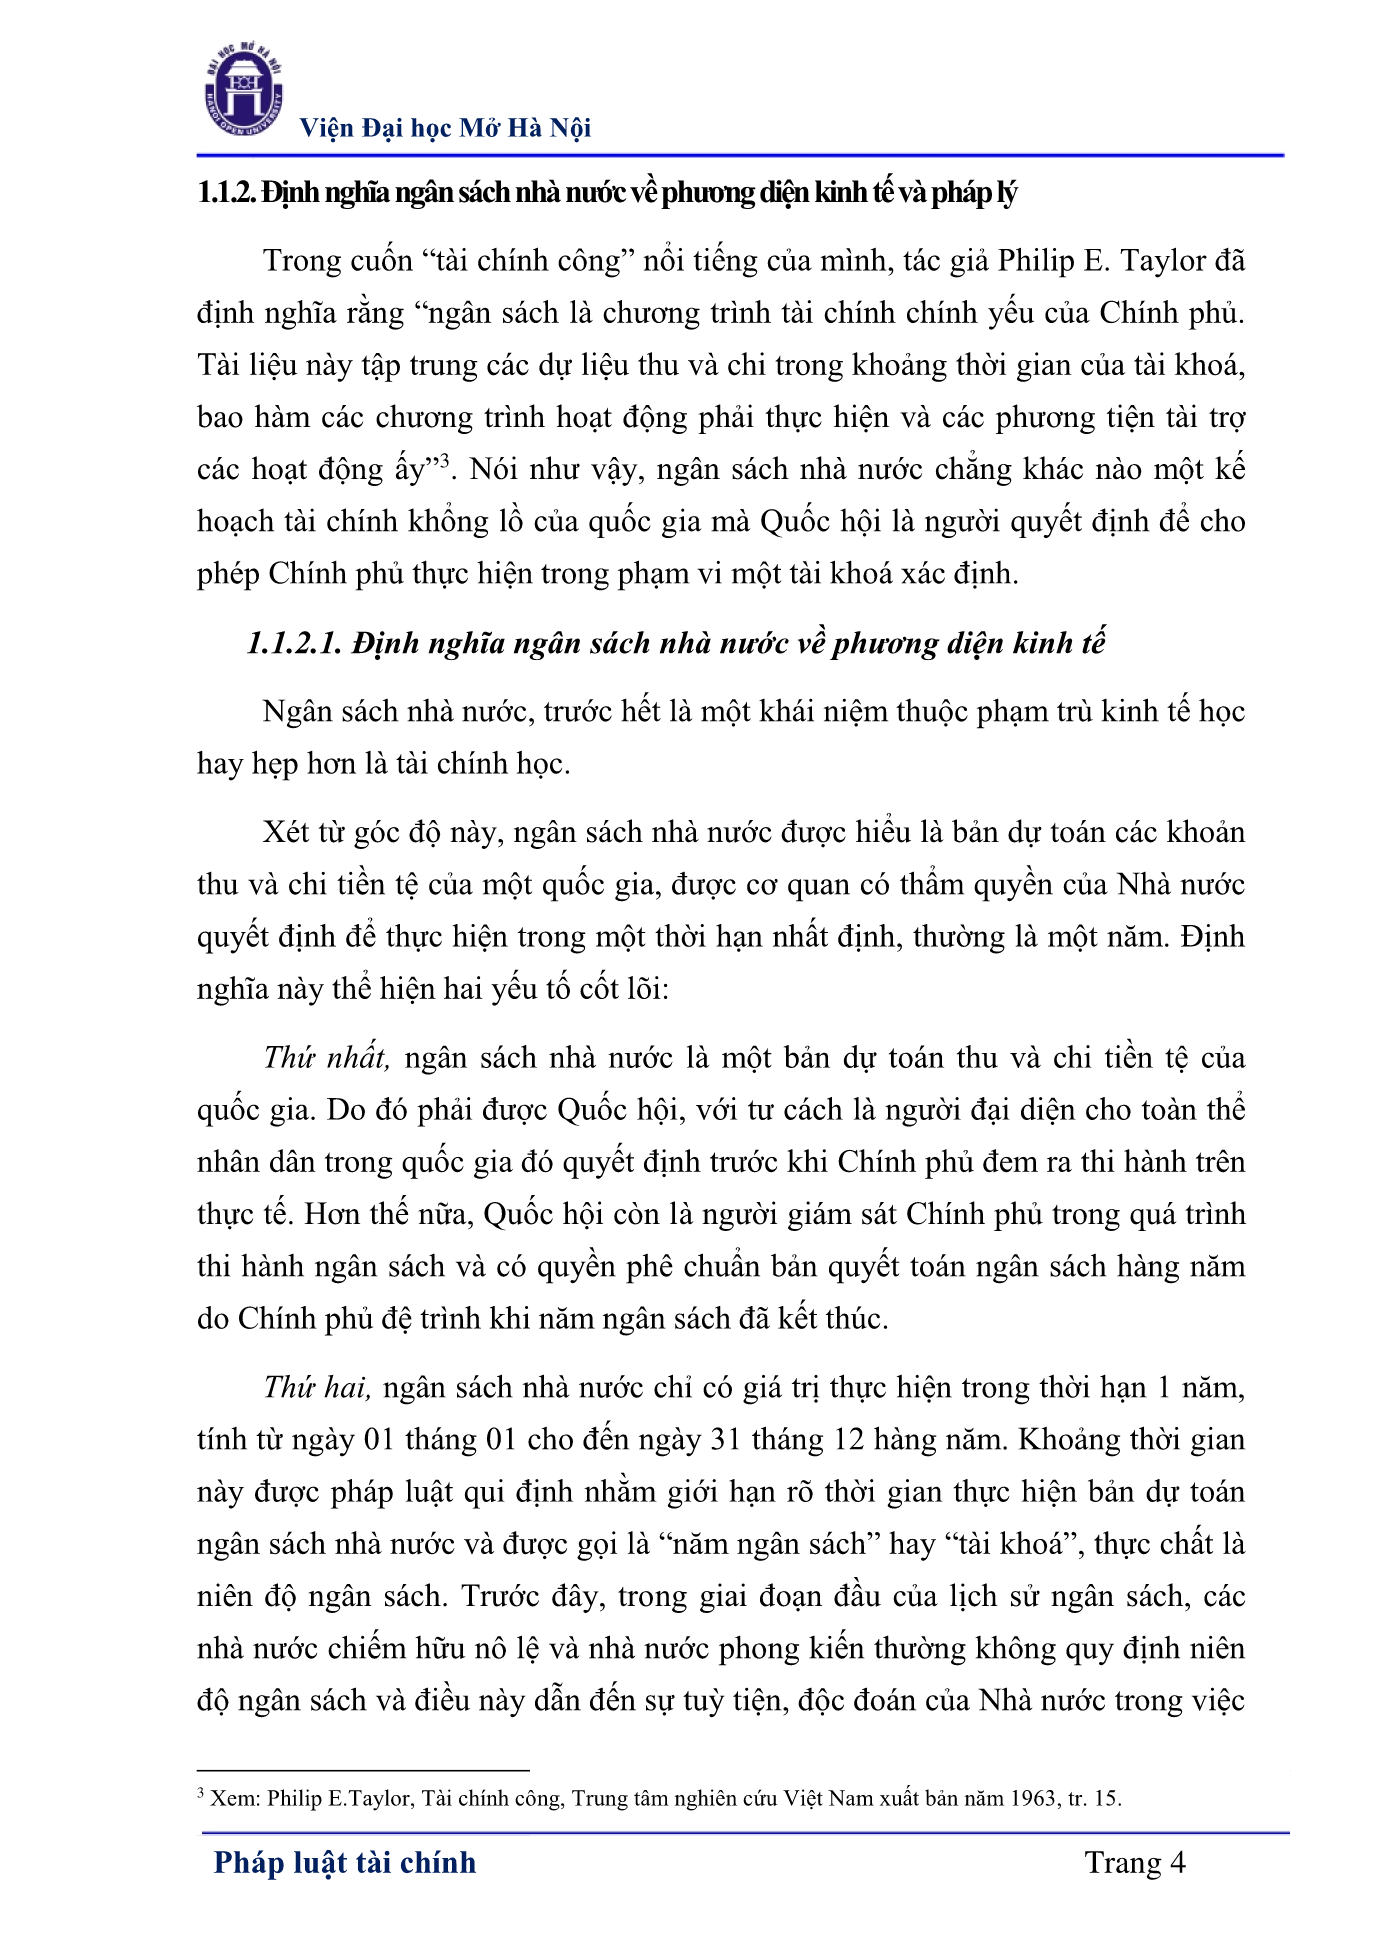 ĐẠI HỌC MỞ HÀ NỘI
HANOI OPEN UNIVERSITY
Viện Đại học Mở Hà Nội
1.1.2. Định nghĩa ngân sách nhà nước về phương diện kinh tế và pháp lý
Trong cuốn “tài chính công” nổi tiếng của mình, tác giả Philip E. Taylor đã
định nghĩa rằng “ngân sách là chương trình tài chính chính yếu của Chính phủ.
Tài liệu này tập trung các dự liệu thu và chi trong khoảng thời gian của tài khoá,
bao hàm các chương trình hoạt động phải thực hiện và các phương tiện tài trợ
các hoạt động ấy”³. Nói như vậy, ngân sách nhà nước chẳng khác nào một kế
hoạch tài chính khổng lồ của quốc gia mà Quốc hội là người quyết định để cho
phép Chính phủ thực hiện trong phạm vi một tài khoá xác định.
1.1.2.1. Định nghĩa ngân sách nhà nước về phương diện kinh tế
Ngân sách nhà nước, trước hết là một khái niệm thuộc phạm trù kinh tế học
hay hẹp hơn là tài chính học.
Xét từ góc độ này, ngân sách nhà nước được hiểu là bản dự toán các khoản
thu và chi tiền tệ của một quốc gia, được cơ quan có thẩm quyền của Nhà nước
quyết định để thực hiện trong một thời hạn nhất định, thường là một năm. Định
nghĩa này thể hiện hai yếu tố cốt lõi:
Thứ nhất, ngân sách nhà nước là một bản dự toán thu và chi tiền tệ của
quốc gia. Do đó phải được Quốc hội, với tư cách là người đại diện cho toàn thể
nhân dân trong quốc gia đó quyết định trước khi Chính phủ đem ra thi hành trên
thực tế. Hơn thế nữa, Quốc hội còn là người giám sát Chính phủ trong quá trình
thi hành ngân sách và có quyền phê chuẩn bản quyết toán ngân sách hàng năm
do Chính phủ đệ trình khi năm ngân sách đã kết thúc.
Thứ hai, ngân sách nhà nước chỉ có giá trị thực hiện trong thời hạn 1 năm,
tính từ ngày 01 tháng 01 cho đến ngày 31 tháng 12 hàng năm. Khoảng thời gian
này được pháp luật qui định nhằm giới hạn rõ thời gian thực hiện bản dự toán
ngân sách nhà nước và được gọi là “năm ngân sách” hay “tài khoá”, thực chất là
niên độ ngân sách. Trước đây, trong giai đoạn đầu của lịch sử ngân sách, các
nhà nước chiếm hữu nô lệ và nhà nước phong kiến thường không quy định niên
độ ngân sách và điều này dẫn đến sự tuỳ tiện, độc đoán của Nhà nước trong việc
³ Xem: Philip E.Taylor, Tài chính công, Trung tâm nghiên cứu Việt Nam xuất bản năm 1963, tr. 15.
Pháp luật tài chính Trang 4